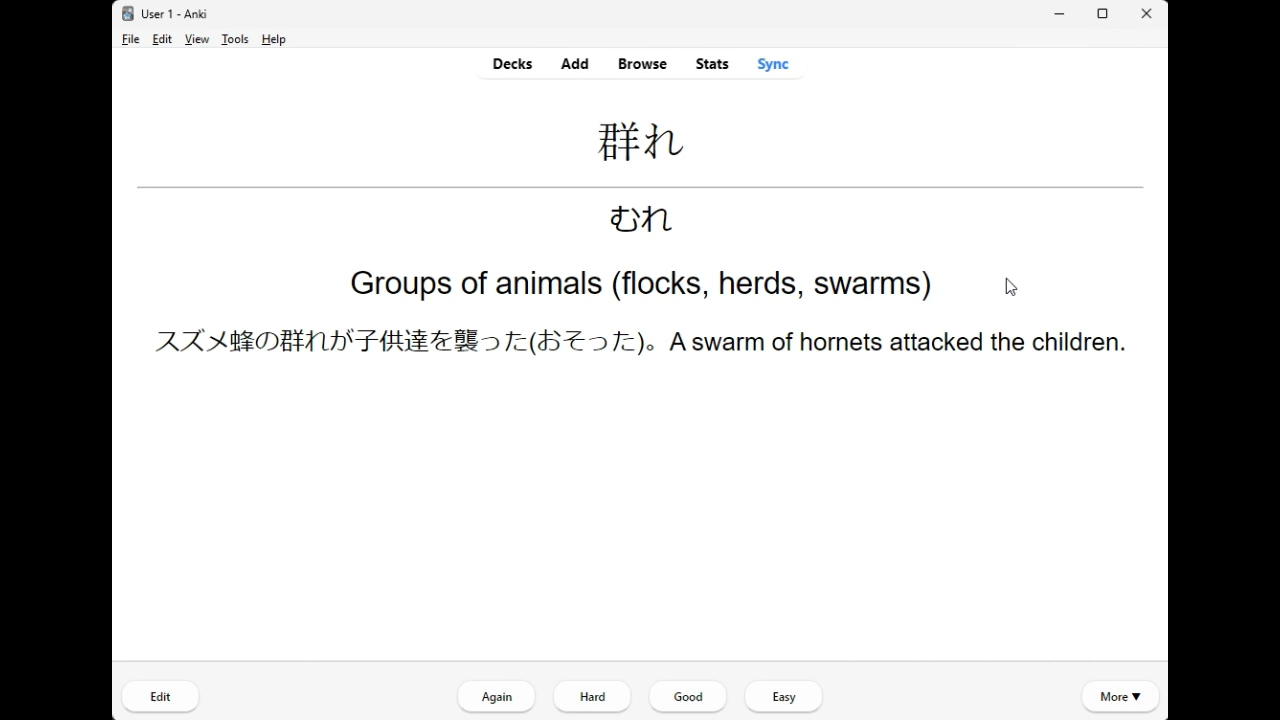 User 1 - Anki
File Edit View Tools Help
Decks Add Browse Stats Sync
群れ
むれ
Groups of animals (flocks, herds, swarms)
スズメ蜂の群れが子供達を襲った(おそった)。A swarm of hornets attacked the children.
Edit Again Hard Good Easy More ▼